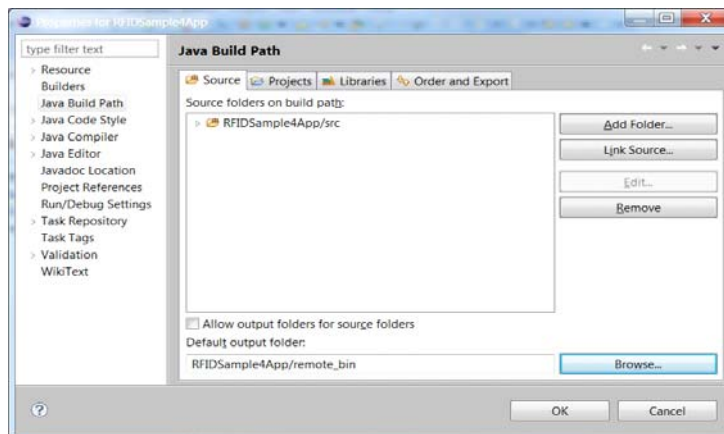 Properties for RFIDSample4App
type filter text
Resource
Builders
Java Build Path
Java Code Style
Java Compiler
Java Editor
Javadoc Location
Project References
Run/Debug Settings
Task Repository
Task Tags
Validation
WikiText
Java Build Path
Source Projects Libraries Order and Export
Source folders on build path:
RFIDSample4App/src
Add Folder...
Link Source...
Edit...
Remove
Allow output folders for source folders
Default output folder:
RFIDSample4App/remote_bin
Browse...
OK Cancel